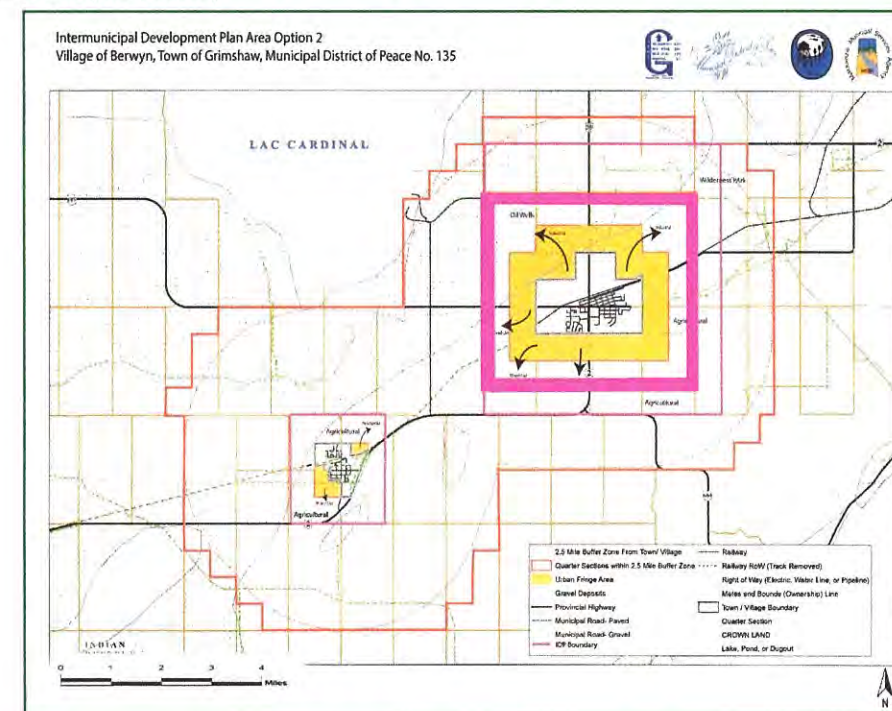 Intermunicipal Development Plan Area Option 2
Village of Berwyn, Town of Grimshaw, Municipal District of Peace No. 135
G
LAC CARDINAL
Wilderness Park
Oil Wells
Agricultural
Agricultural
Agricultural
Agricultural
INDIAN
0 1 2 3 4
Miles
2.5 Mile Buffer Zone From Town/ Village
Quarter Sections within 2.5 Mile Buffer Zone
Urban Fringe Area
Gravel Deposits
Provincial Highway
Municipal Road- Paved
Municipal Road- Gravel
IDP Boundary
Railway
Railway RoW (Track Removed)
Right of Way (Electric, Water Line, or Pipeline)
Metes and Bounds (Ownership) Line
Town / Village Boundary
Quarter Section
CROWN LAND
Lake, Pond, or Dugout
N